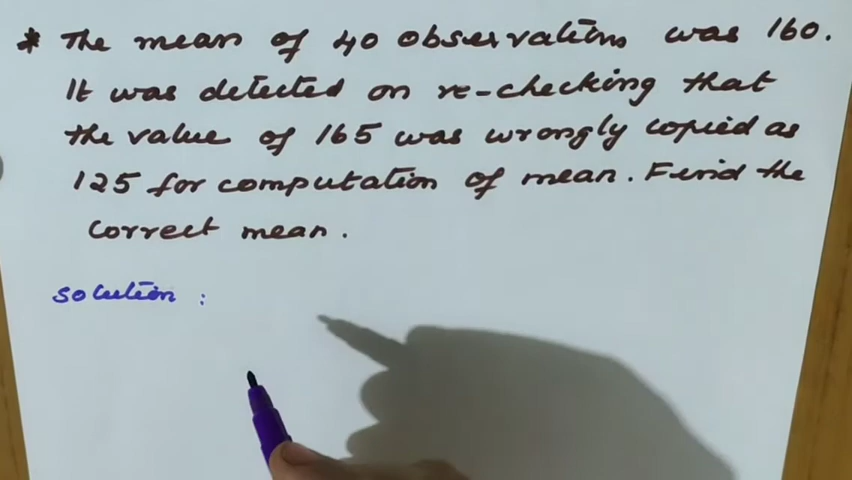 * The mean of 40 observations was 160.
It was detected on re-checking that
the value of 165 was wrongly copied as
125 for computation of mean. Find the
correct mean.
solution :